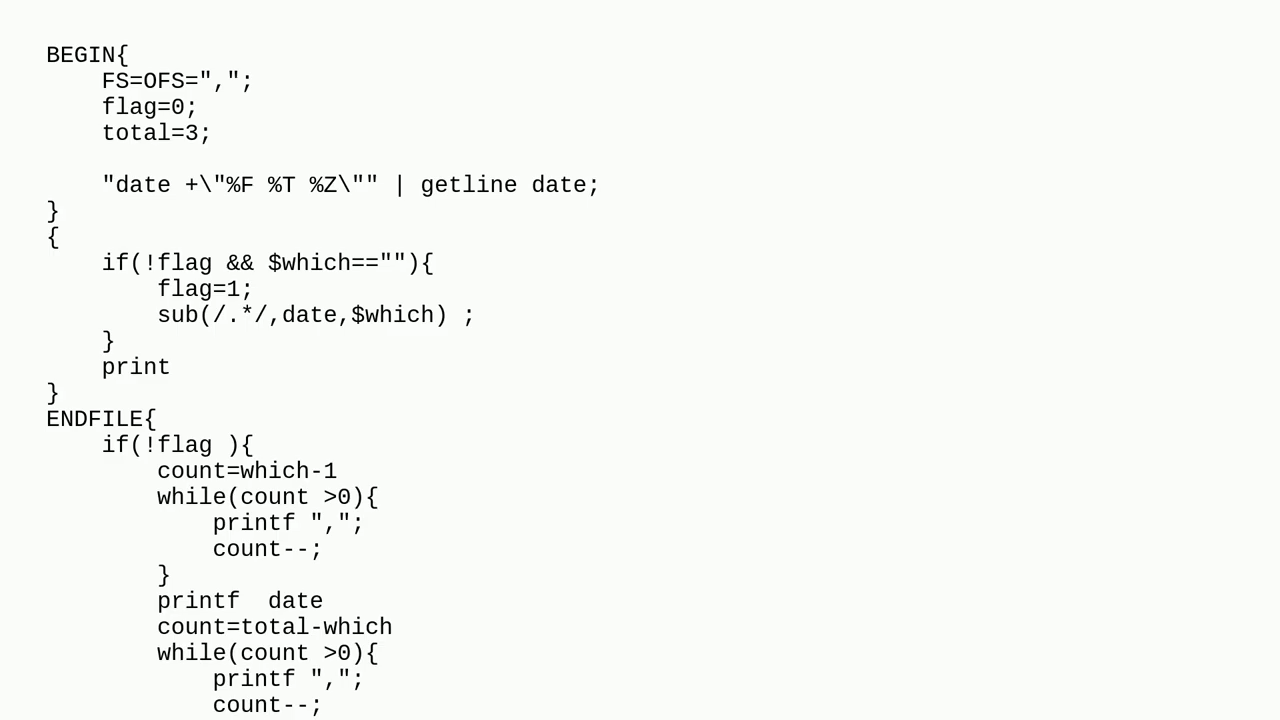 BEGIN{
    FS=OFS=",";
    flag=0;
    total=3;

    "date +\"%F %T %Z\"" | getline date;
}
{
    if(!flag && $which==""){
        flag=1;
        sub(/.*/,date,$which) ;
    }
    print
}
ENDFILE{
    if(!flag ){
        count=which-1
        while(count >0){
            printf ",";
            count--;
        }
        printf  date
        count=total-which
        while(count >0){
            printf ",";
            count--;